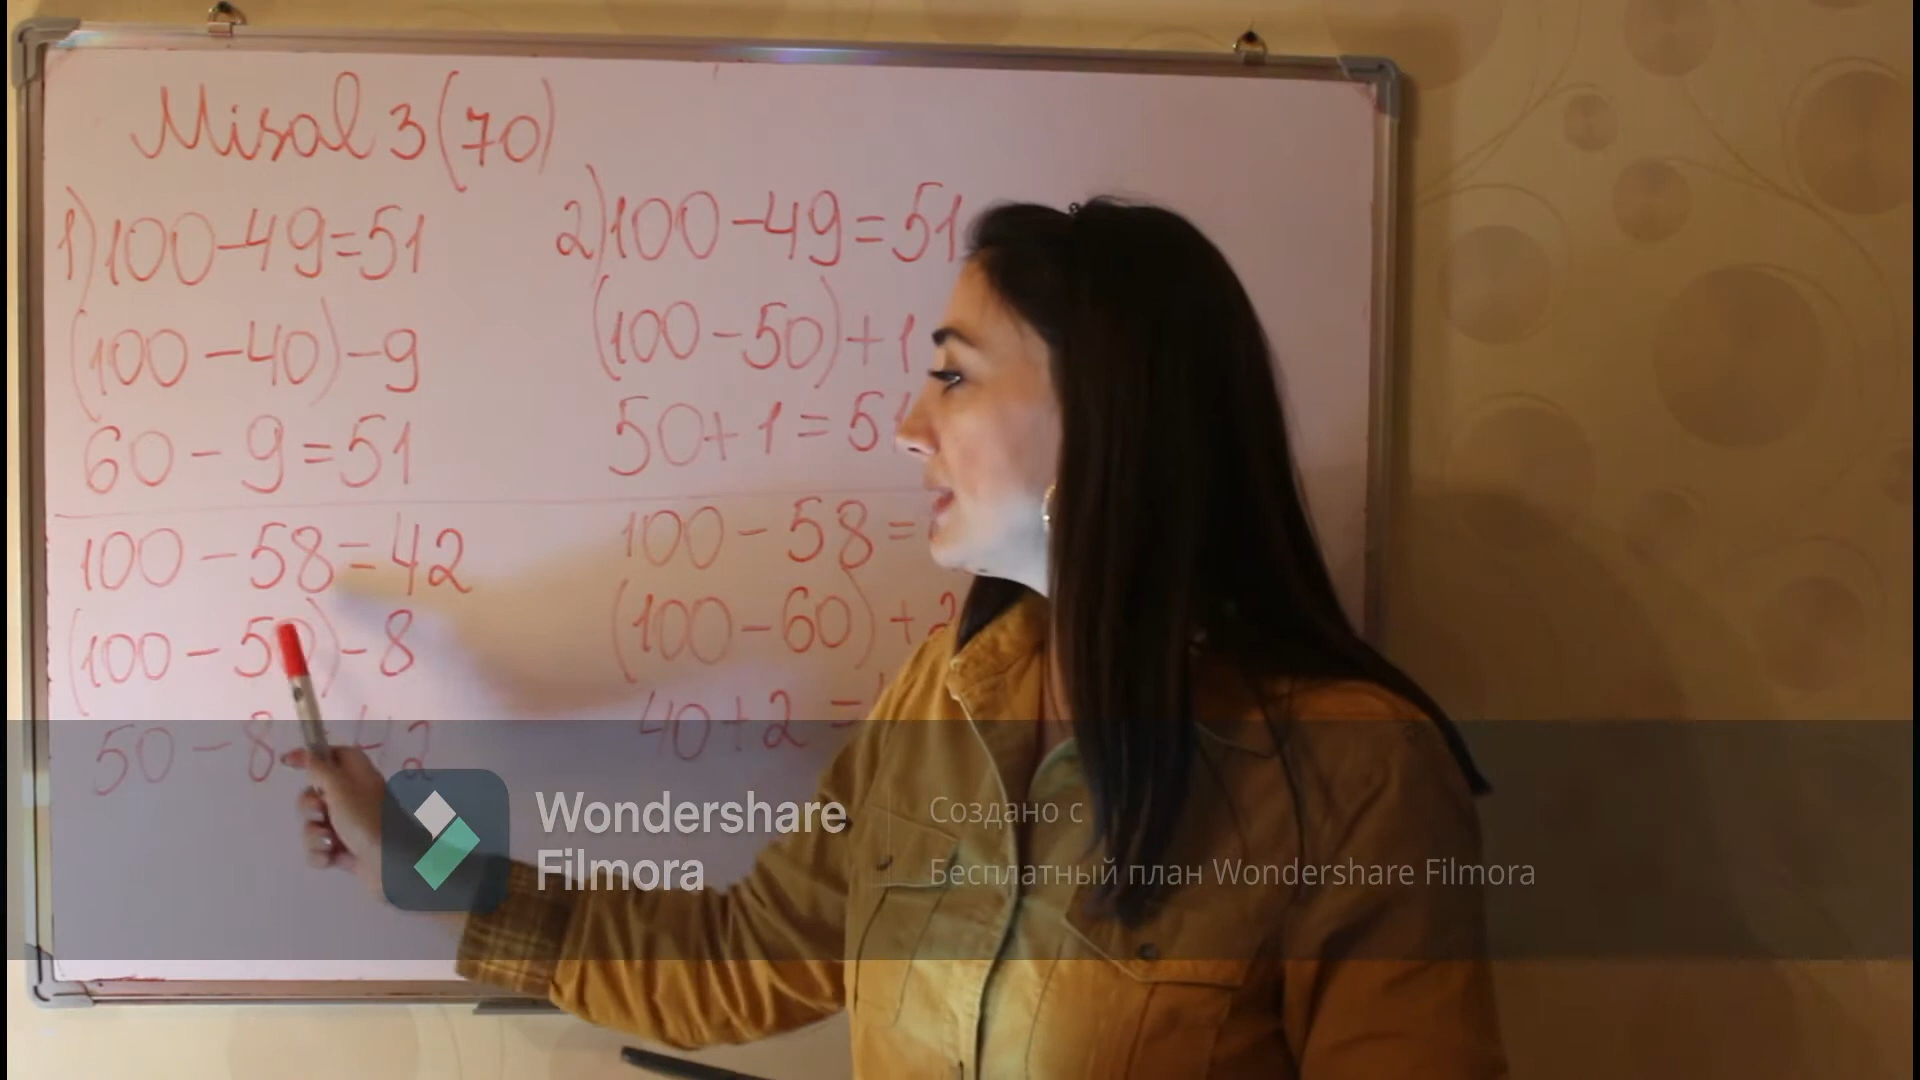 Misal 3 (70)
1) 100-49=51
(100-40)-9
60-9=51
100-58=42
(100-50)-8
50-8=42
2) 100-49=51
(100-50)+1
50+1=51
100-58=
(100-60)+2
40+2=
Wondershare
Filmora
Создано с
Бесплатный план Wondershare Filmora